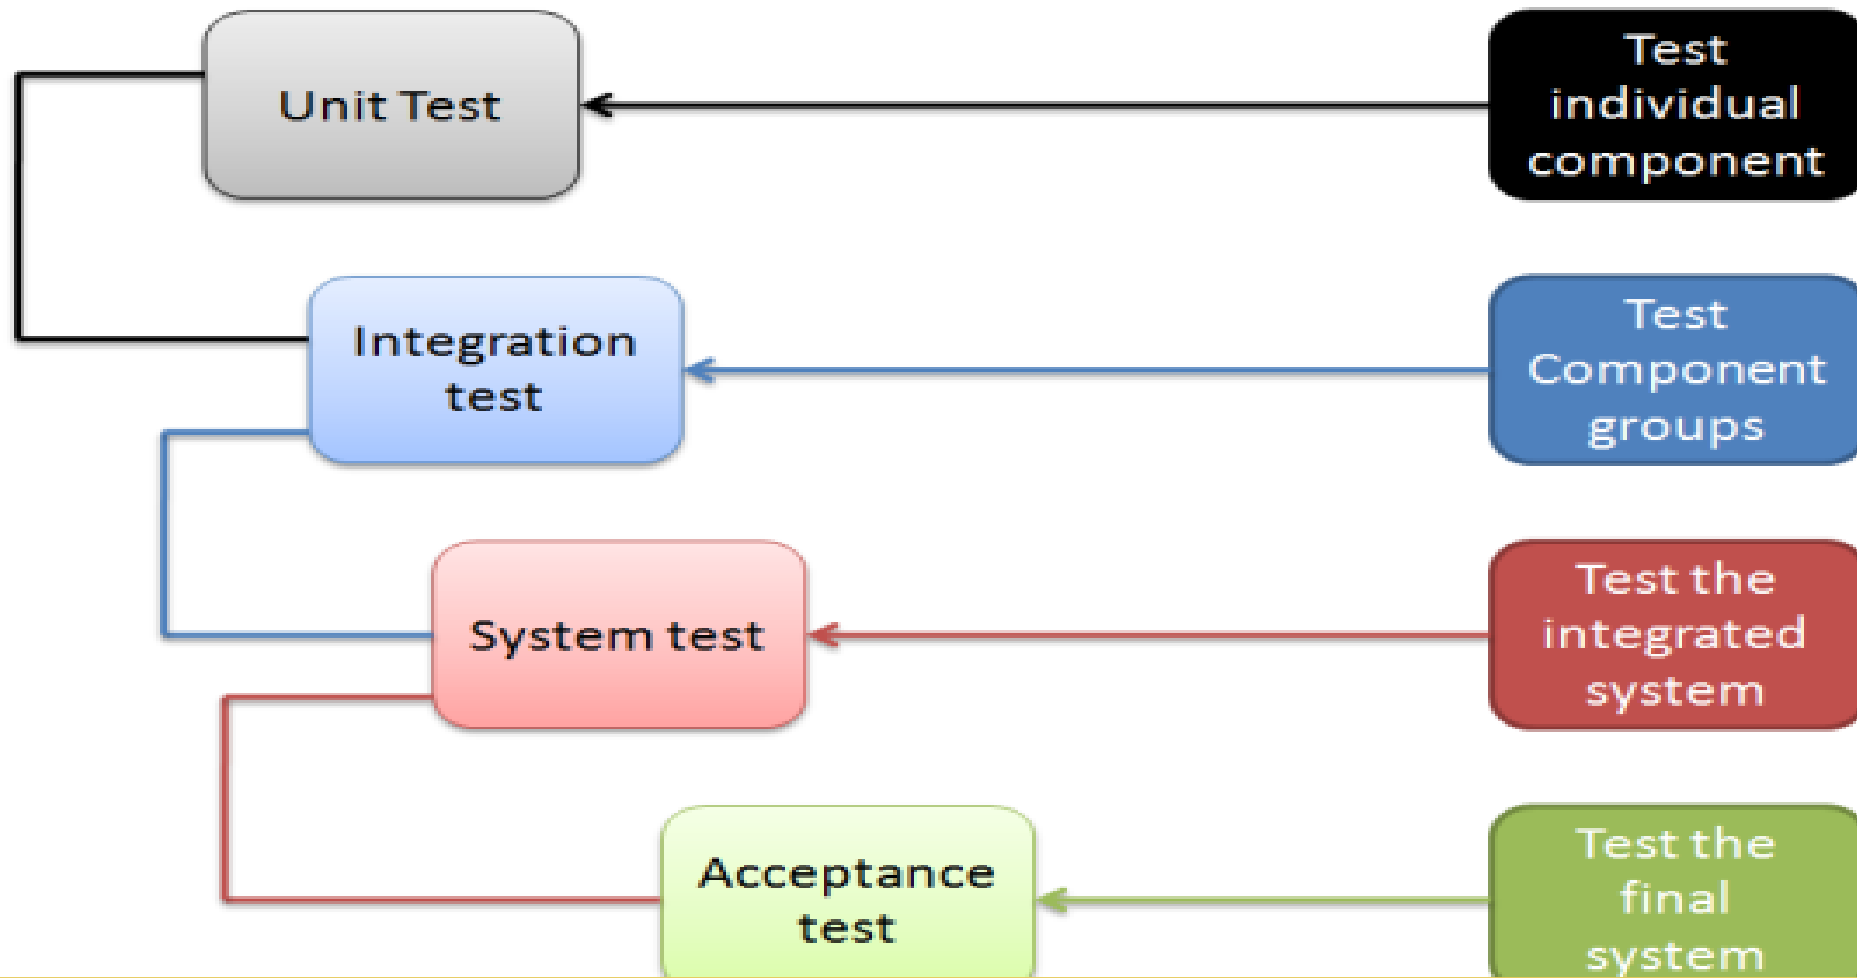 Unit Test
Test
individual
component
Integration
test
Test
Component
groups
System test
Test the
integrated
system
Acceptance
test
Test the
final
system